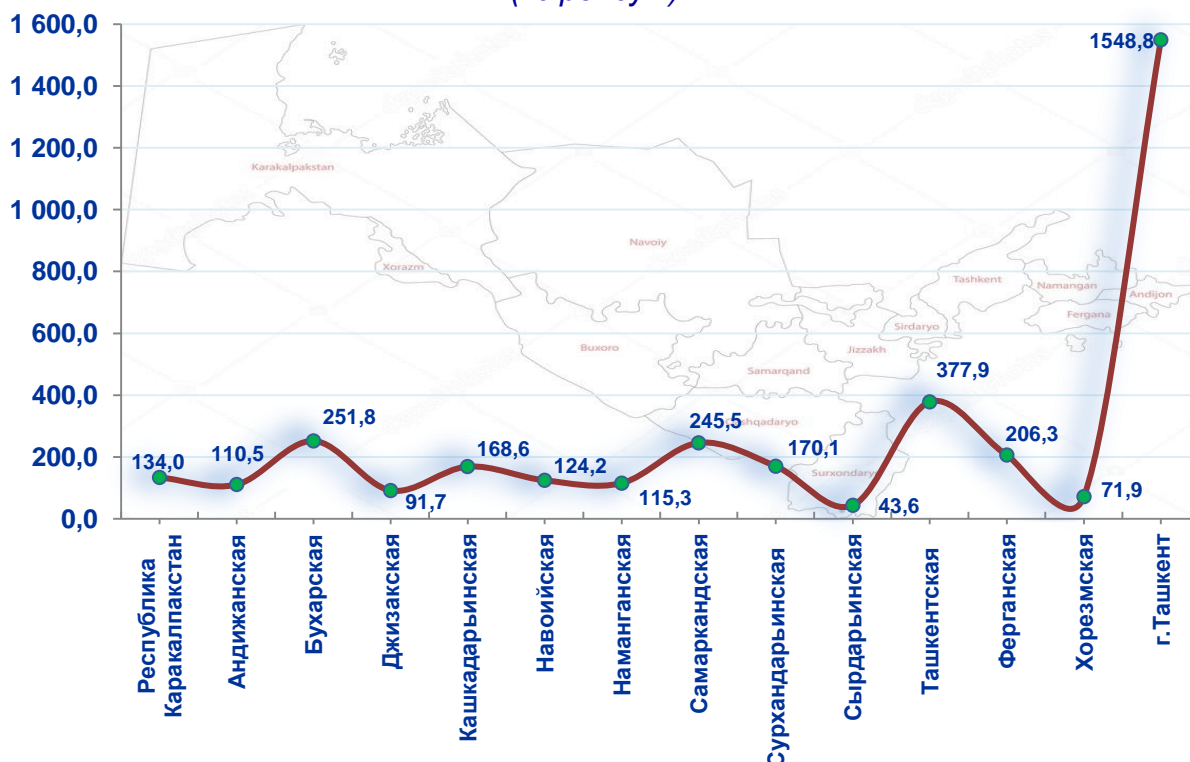 1 600,0
1 400,0
1 200,0
1 000,0
800,0
600,0
400,0
200,0
0,0
134,0
110,5
251,8
91,7
168,6
124,2
115,3
245,5
170,1
43,6
377,9
206,3
71,9
1548,8
Karakalpakstan
Xorazm
Navoiy
Buxoro
Samarqand
Jizzakh
Sirdaryo
Tashkent
Namangan
Fergana
Andijon
Surxondaryo
Республика
Каракалпакстан
Андижанская
Бухарская
Джизакская
Кашкадарьинская
Навоийская
Наманганская
Самаркандская
Сурхандарьинская
Сырдарьинская
Ташкентская
Ферганская
Хорезмская
г.Ташкент